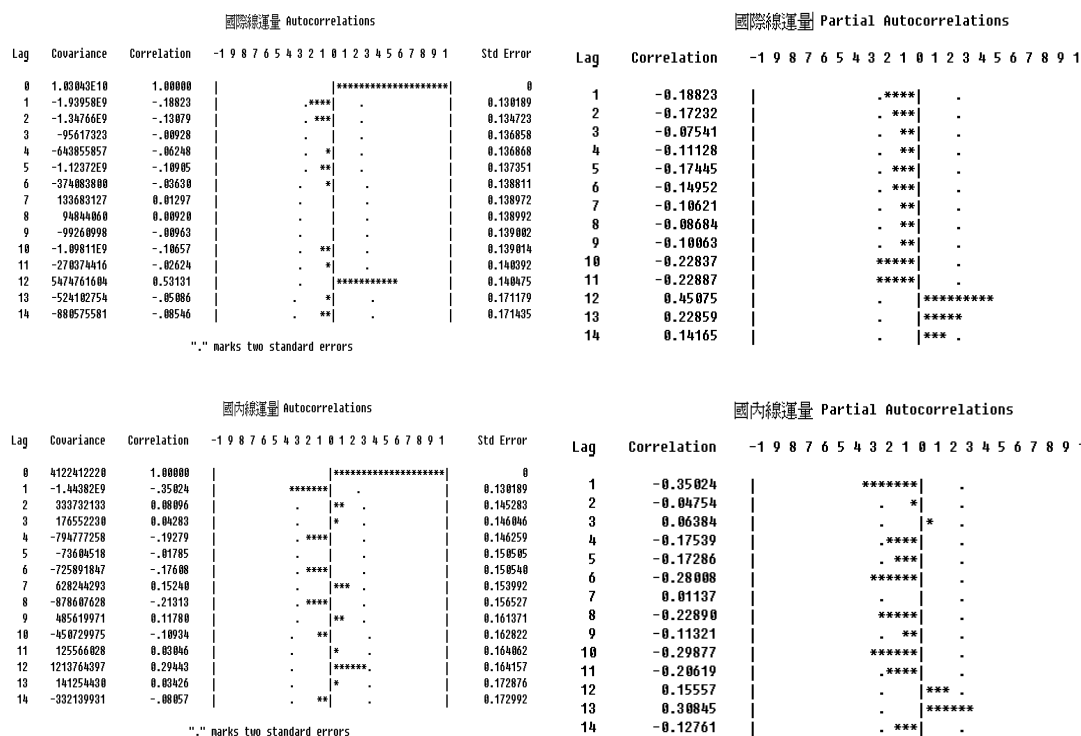 國際線運量 Autocorrelations
Lag Covariance Correlation -1 9 8 7 6 5 4 3 2 1 0 1 2 3 4 5 6 7 8 9 1 Std Error
0 1.03043E10 1.00000 | |********************| 0
1 -1.93958E9 -.18823 | .****| . | 0.130189
2 -1.34766E9 -.13079 | . ***| . | 0.134723
3 -95617323 -.00928 | . | . | 0.136858
4 -643855857 -.06248 | . *| . | 0.136868
5 -1.12372E9 -.10905 | . **| . | 0.137351
6 -374083800 -.03630 | . *| . | 0.138811
7 133683127 0.01297 | . | . | 0.138972
8 94844060 0.00920 | . | . | 0.138992
9 -99260998 -.00963 | . | . | 0.139002
10 -1.09811E9 -.10657 | . **| . | 0.139014
11 -270374416 -.02624 | . *| . | 0.140392
12 5474761604 0.53131 | . |*********** | 0.140475
13 -524102754 -.05086 | . *| . | 0.171179
14 -880575581 -.08546 | . **| . | 0.171435
"." marks two standard errors
國際線運量 Partial Autocorrelations
Lag Correlation -1 9 8 7 6 5 4 3 2 1 0 1 2 3 4 5 6 7 8 9 1
1 -0.18823 | .****| .
2 -0.17232 | . ***| .
3 -0.07541 | . **| .
4 -0.11128 | . **| .
5 -0.17445 | . ***| .
6 -0.14952 | . ***| .
7 -0.10621 | . **| .
8 -0.08684 | . **| .
9 -0.10063 | . **| .
10 -0.22837 | *****| .
11 -0.22887 | *****| .
12 0.45075 | . |*********
13 0.22859 | . |*****
14 0.14165 | . |*** .
國內線運量 Autocorrelations
Lag Covariance Correlation -1 9 8 7 6 5 4 3 2 1 0 1 2 3 4 5 6 7 8 9 1 Std Error
0 4122412220 1.00000 | |********************| 0
1 -1.44382E9 -.35024 | *******| . | 0.130189
2 333732133 0.08096 | . |** . | 0.145283
3 176552230 0.04283 | . |* . | 0.146046
4 -794777258 -.19279 | . ****| . | 0.146259
5 -73604518 -.01785 | . | . | 0.150505
6 -725891847 -.17608 | . ****| . | 0.150540
7 628244293 0.15240 | . |*** . | 0.153992
8 -878607628 -.21313 | . ****| . | 0.156527
9 485619971 0.11780 | . |** . | 0.161371
10 -450729975 -.10934 | . **| . | 0.162822
11 125566028 0.03046 | . |* . | 0.164062
12 1213764397 0.29443 | . |******. | 0.164157
13 141254430 0.03426 | . |* . | 0.172876
14 -332139931 -.08057 | . **| . | 0.172992
"." marks two standard errors
國內線運量 Partial Autocorrelations
Lag Correlation -1 9 8 7 6 5 4 3 2 1 0 1 2 3 4 5 6 7 8 9
1 -0.35024 | *******| .
2 -0.04754 | . *| .
3 0.06384 | . |* .
4 -0.17539 | .****| .
5 -0.17286 | . ***| .
6 -0.28008 | ******| .
7 0.01137 | . | .
8 -0.22890 | *****| .
9 -0.11321 | . **| .
10 -0.29877 | ******| .
11 -0.20619 | .****| .
12 0.15557 | . |*** .
13 0.30845 | . |******
14 -0.12761 | . ***| .